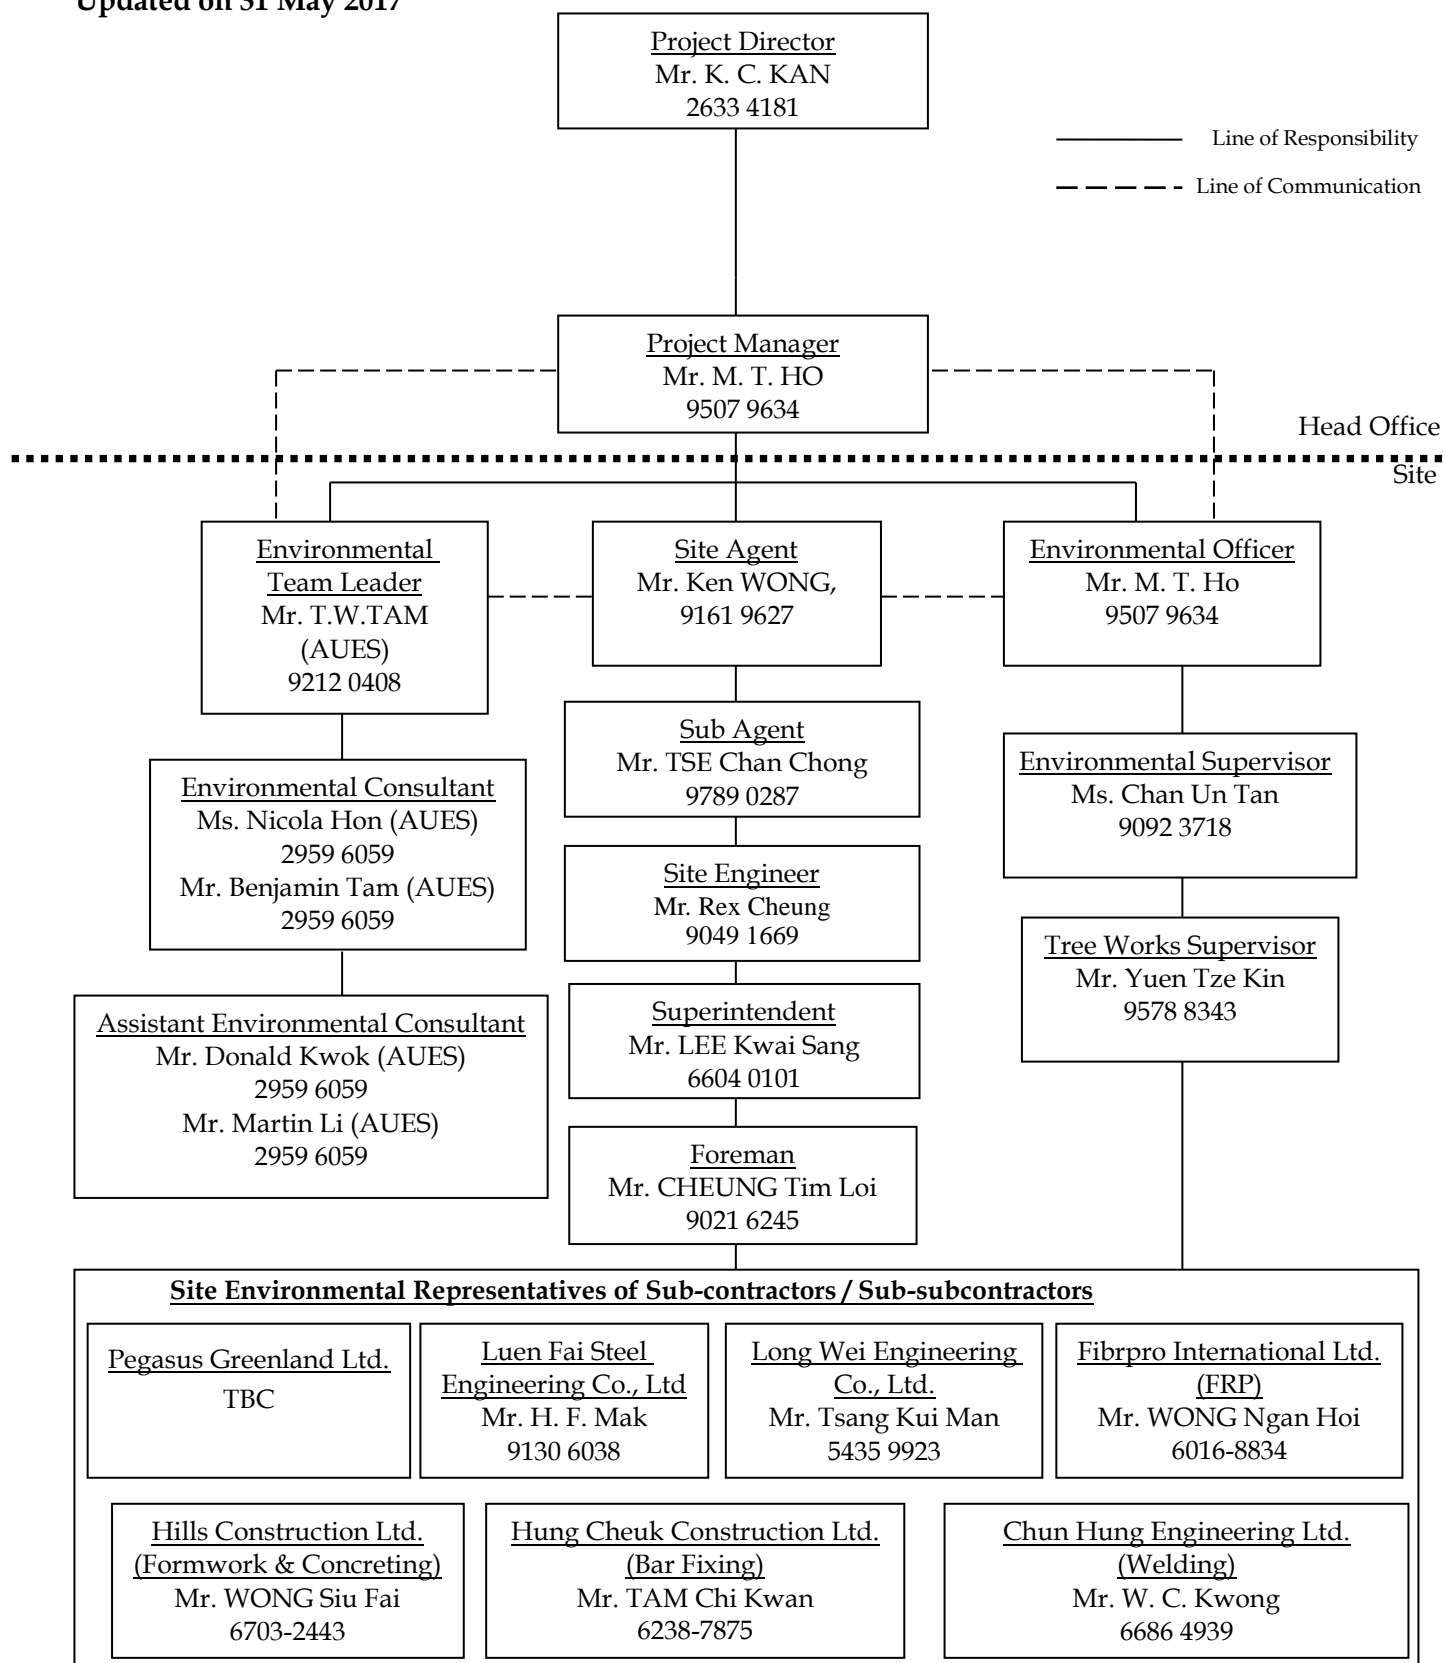 Updated on 31 May 2017
Project Director
Mr. K. C. KAN
2633 4181
Line of Responsibility
Line of Communication
Project Manager
Mr. M. T. HO
9507 9634
Head Office
Site
Environmental
Team Leader
Mr. T.W.TAM
(AUES)
9212 0408
Site Agent
Mr. Ken WONG,
9161 9627
Environmental Officer
Mr. M. T. Ho
9507 9634
Environmental Consultant
Ms. Nicola Hon (AUES)
2959 6059
Mr. Benjamin Tam (AUES)
2959 6059
Sub Agent
Mr. TSE Chan Chong
9789 0287
Environmental Supervisor
Ms. Chan Un Tan
9092 3718
Site Engineer
Mr. Rex Cheung
9049 1669
Tree Works Supervisor
Mr. Yuen Tze Kin
9578 8343
Assistant Environmental Consultant
Mr. Donald Kwok (AUES)
2959 6059
Mr. Martin Li (AUES)
2959 6059
Superintendent
Mr. LEE Kwai Sang
6604 0101
Foreman
Mr. CHEUNG Tim Loi
9021 6245
Site Environmental Representatives of Sub-contractors / Sub-subcontractors
Pegasus Greenland Ltd.
TBC
Luen Fai Steel
Engineering Co., Ltd
Mr. H. F. Mak
9130 6038
Long Wei Engineering
Co., Ltd.
Mr. Tsang Kui Man
5435 9923
Fibrpro International Ltd.
(FRP)
Mr. WONG Ngan Hoi
6016-8834
Hills Construction Ltd.
(Formwork & Concreting)
Mr. WONG Siu Fai
6703-2443
Hung Cheuk Construction Ltd.
(Bar Fixing)
Mr. TAM Chi Kwan
6238-7875
Chun Hung Engineering Ltd.
(Welding)
Mr. W. C. Kwong
6686 4939